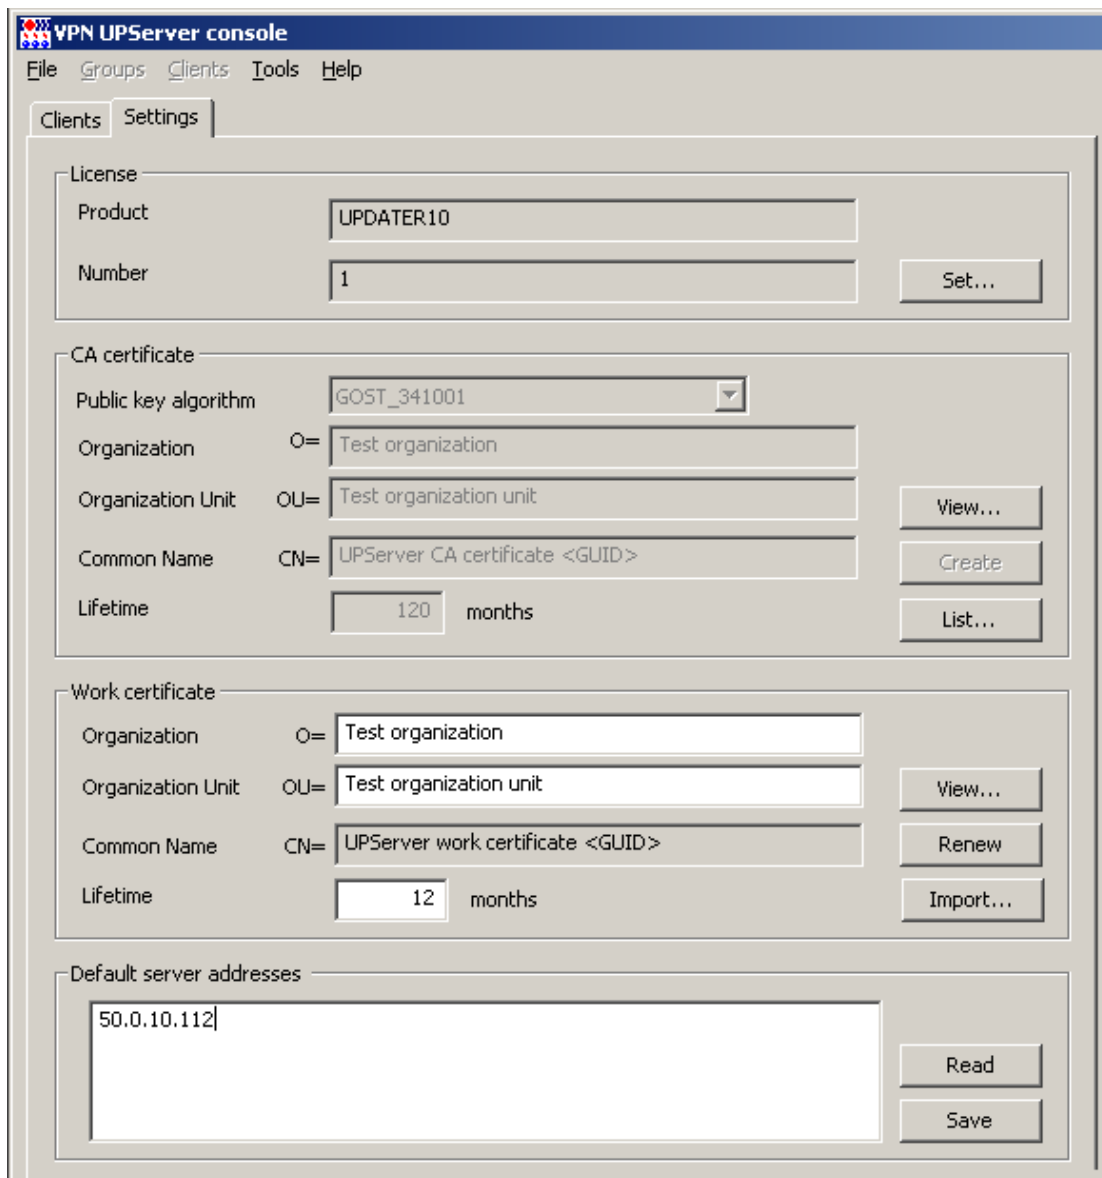 VPN UPServer console
File Groups Clients Tools Help
Clients Settings
License
Product UPDATER10
Number 1 Set...
CA certificate
Public key algorithm GOST_341001
Organization O= Test organization
Organization Unit OU= Test organization unit View...
Common Name CN= UPServer CA certificate <GUID> Create
Lifetime 120 months List...
Work certificate
Organization O= Test organization
Organization Unit OU= Test organization unit View...
Common Name CN= UPServer work certificate <GUID> Renew
Lifetime 12 months Import...
Default server addresses
50.0.10.112
Read
Save